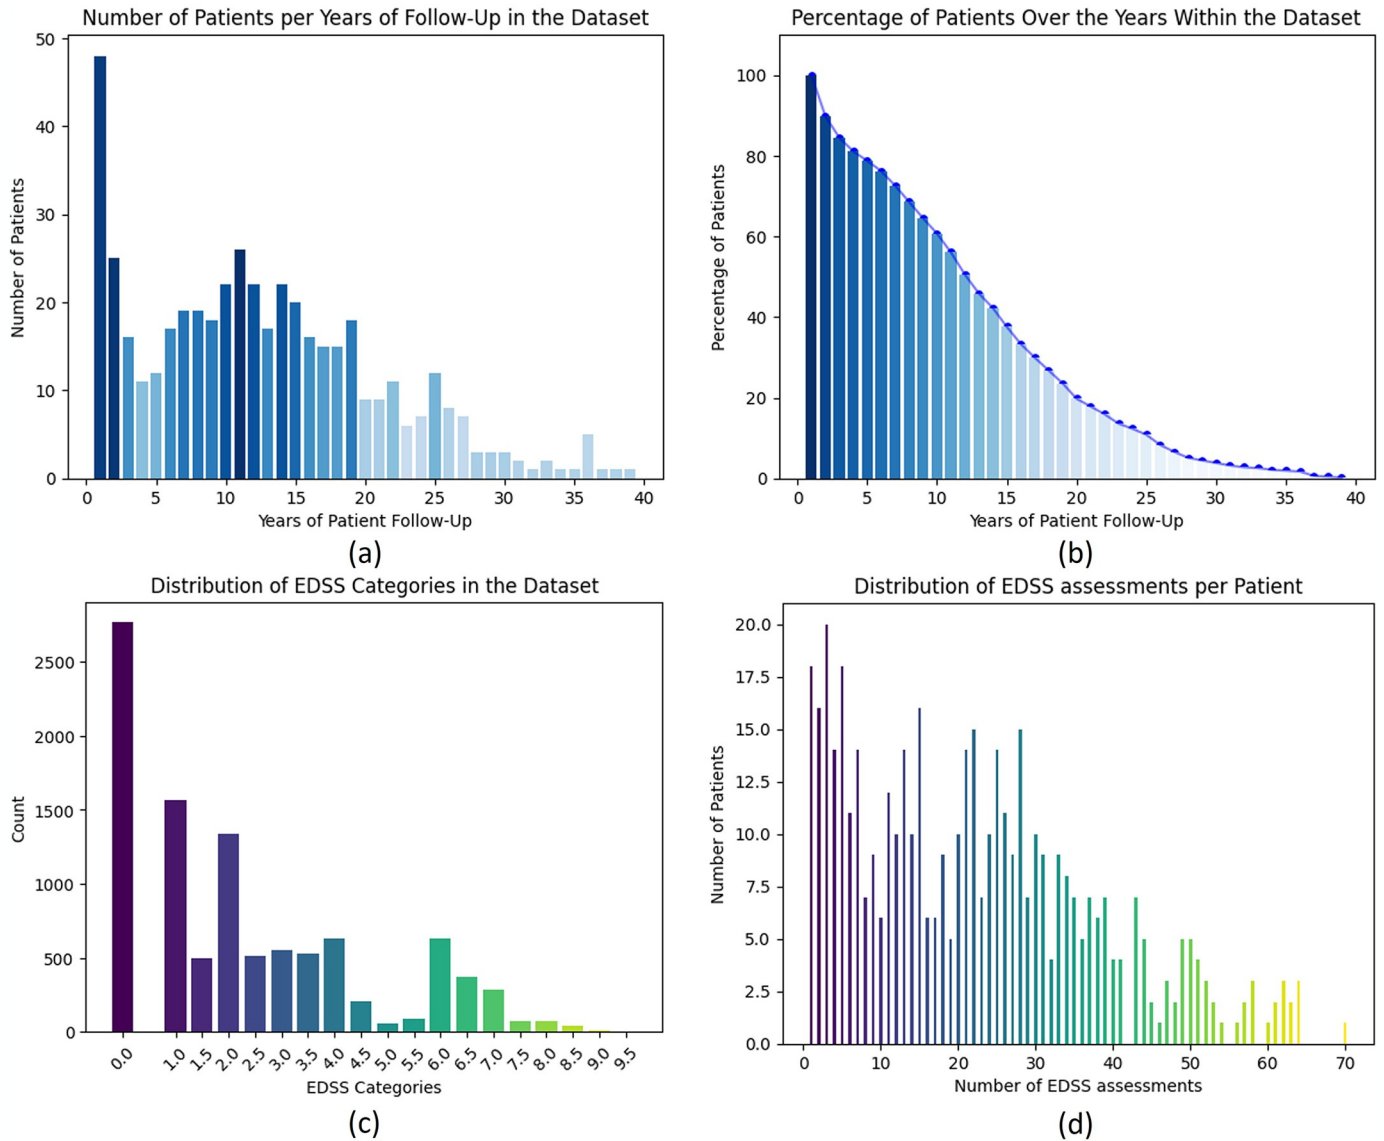 Number of Patients per Years of Follow-Up in the Dataset
50
40
30
20
10
0
Number of Patients
0 5 10 15 20 25 30 35 40
Years of Patient Follow-Up
(a)
Percentage of Patients Over the Years Within the Dataset
100
80
60
40
20
0
Percentage of Patients
0 5 10 15 20 25 30 35 40
Years of Patient Follow-Up
(b)
Distribution of EDSS Categories in the Dataset
2500
2000
1500
1000
500
0
Count
0.0 1.0 1.5 2.0 2.5 3.0 3.5 4.0 4.5 5.0 5.5 6.0 6.5 7.0 7.5 8.0 8.5 9.0 9.5
EDSS Categories
(c)
Distribution of EDSS assessments per Patient
20.0
17.5
15.0
12.5
10.0
7.5
5.0
2.5
0.0
Number of Patients
0 10 20 30 40 50 60 70
Number of EDSS assessments
(d)